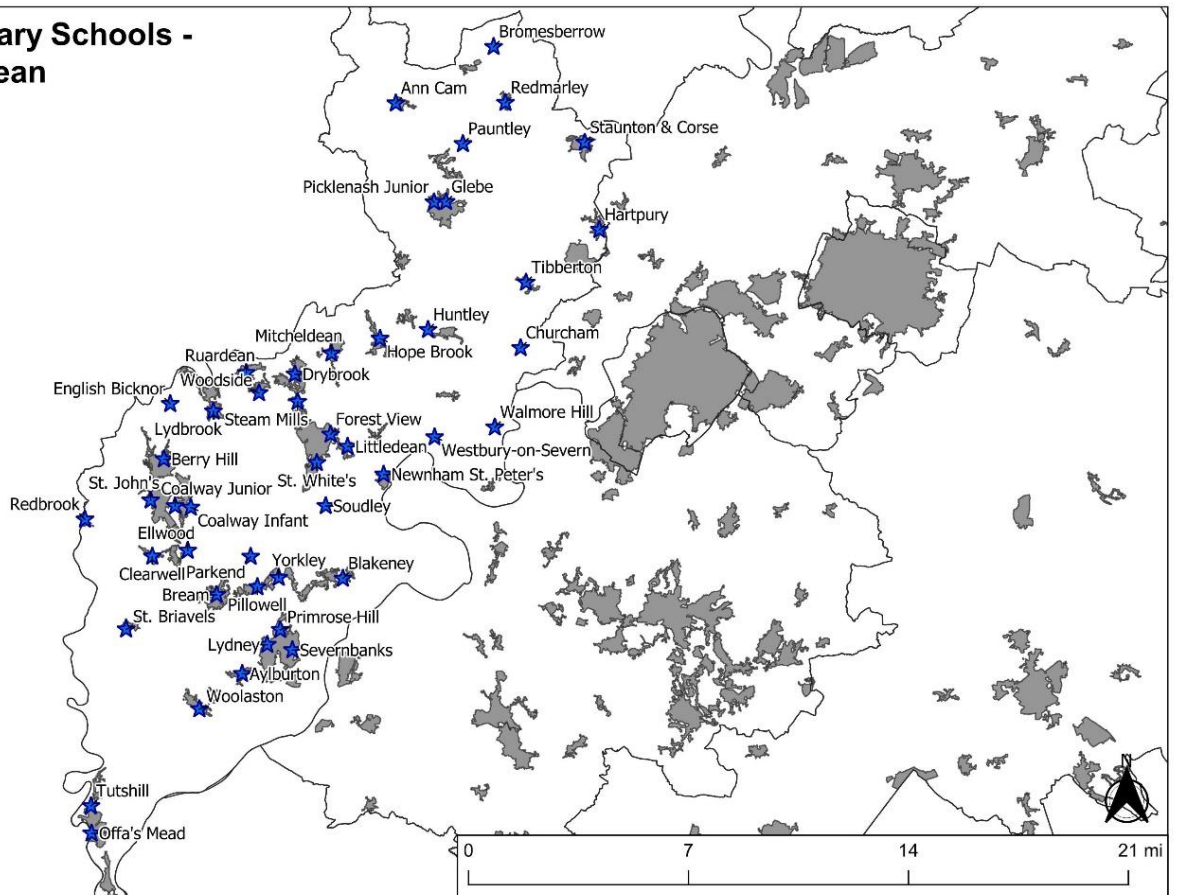 ary Schools -
ean
Bromesberrow
Ann Cam
Redmarley
Pauntley
Staunton & Corse
Picklenash Junior
Glebe
Hartpury
Tibberton
Huntley
Mitcheldean
Churcham
Hope Brook
Ruardean
Woodside
Drybrook
English Bicknor
Steam Mills
Lydbrook
Forest View
Walmore Hill
Littledean
Westbury-on-Severn
Berry Hill
St. White's
Newnham St. Peter's
St. John's
Coalway Junior
Redbrook
Soudley
Coalway Infant
Ellwood
Clearwell
Parkend
Yorkley
Blakeney
Bream
Pillowell
St. Briavels
Primrose Hill
Lydney
Severnbanks
Aylburton
Woolaston
Tutshill
Offa's Mead
N
0 7 14 21 mi